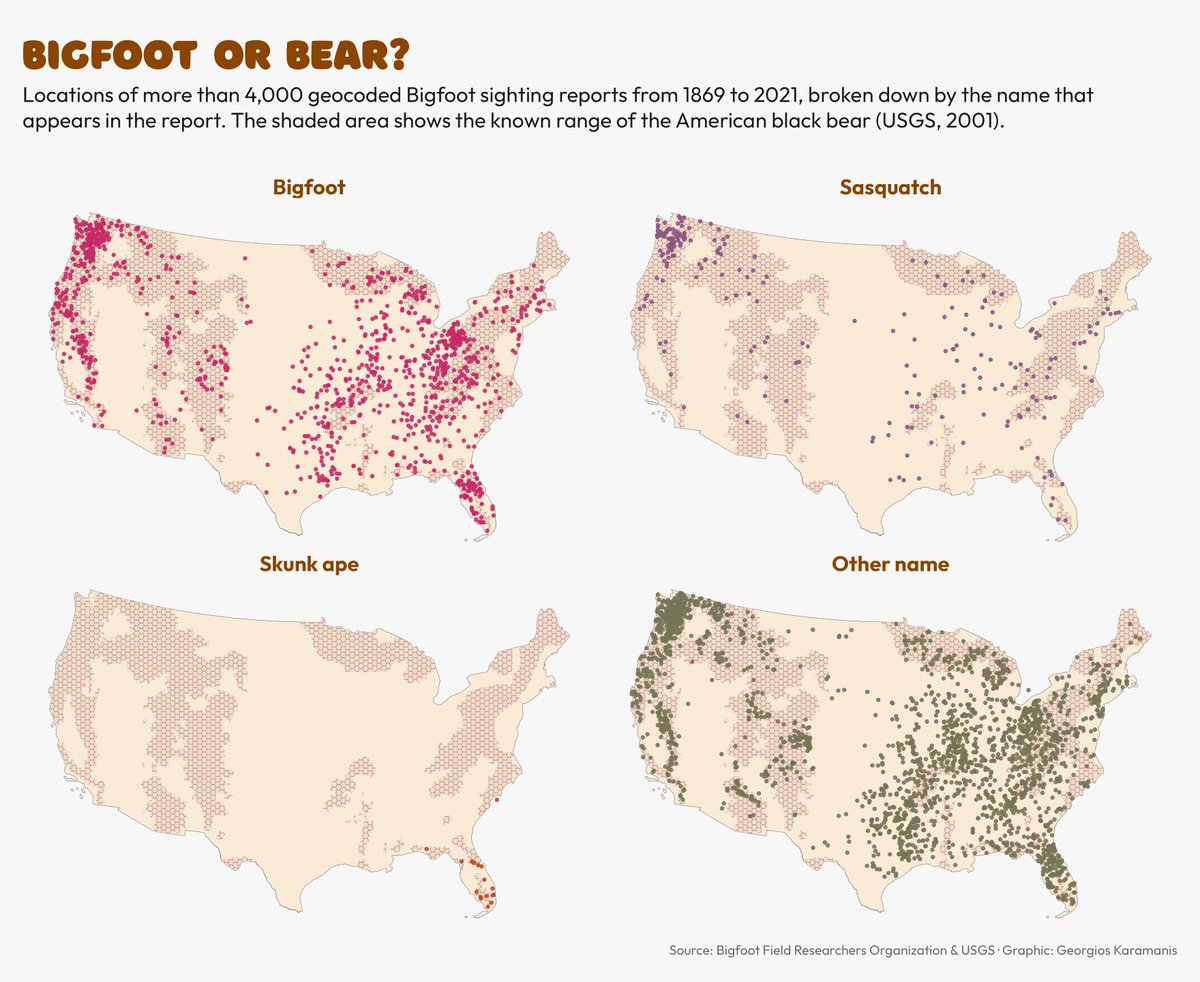 BIGFOOT OR BEAR?
Locations of more than 4,000 geocoded Bigfoot sighting reports from 1869 to 2021, broken down by the name that
appears in the report. The shaded area shows the known range of the American black bear (USGS, 2001).
Bigfoot
Sasquatch
Skunk ape
Other name
Source: Bigfoot Field Researchers Organization & USGS · Graphic: Georgios Karamanis